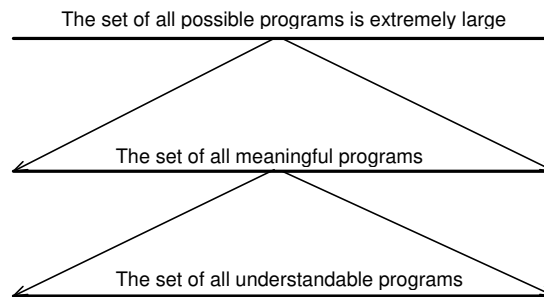 The set of all possible programs is extremely large
The set of all meaningful programs
The set of all understandable programs